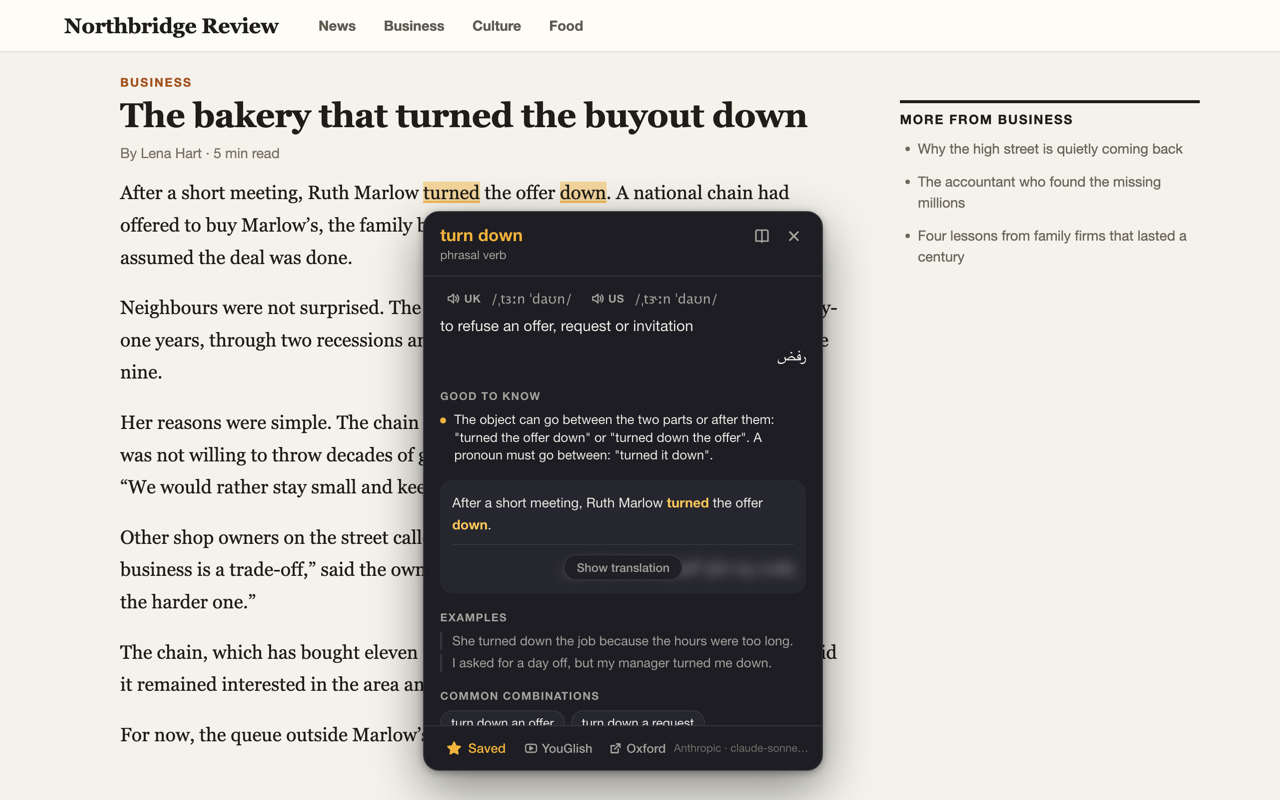 Northbridge Review
News Business Culture Food
BUSINESS
The bakery that turned the buyout down
By Lena Hart · 5 min read
After a short meeting, Ruth Marlow turned the offer down. A national chain had
offered to buy Marlow’s, the family
assumed the deal was done.
Neighbours were not surprised. The
one years, through two recessions
nine.
Her reasons were simple. The chain
was not willing to throw decades of
“We would rather stay small and
Other shop owners on the street
business is a trade-off,” said the
the harder one.”
The chain, which has bought eleven
it remained interested in the area
For now, the queue outside Marlow’s
turn down
phrasal verb
UK /ˌtɜːn ˈdaʊn/ US /ˌtɝːn ˈdaʊn/
to refuse an offer, request or invitation
رفض
GOOD TO KNOW
The object can go between the two parts or after them:
"turned the offer down" or "turned down the offer". A
pronoun must go between: "turned it down".
After a short meeting, Ruth Marlow turned the offer
down.
Show translation
EXAMPLES
She turned down the job because the hours were too long.
I asked for a day off, but my manager turned me down.
COMMON COMBINATIONS
turn down an offer turn down a request
Saved YouGlish Oxford Anthropic · claude-sonne…
MORE FROM BUSINESS
Why the high street is quietly coming back
The accountant who found the missing
millions
Four lessons from family firms that lasted a
century